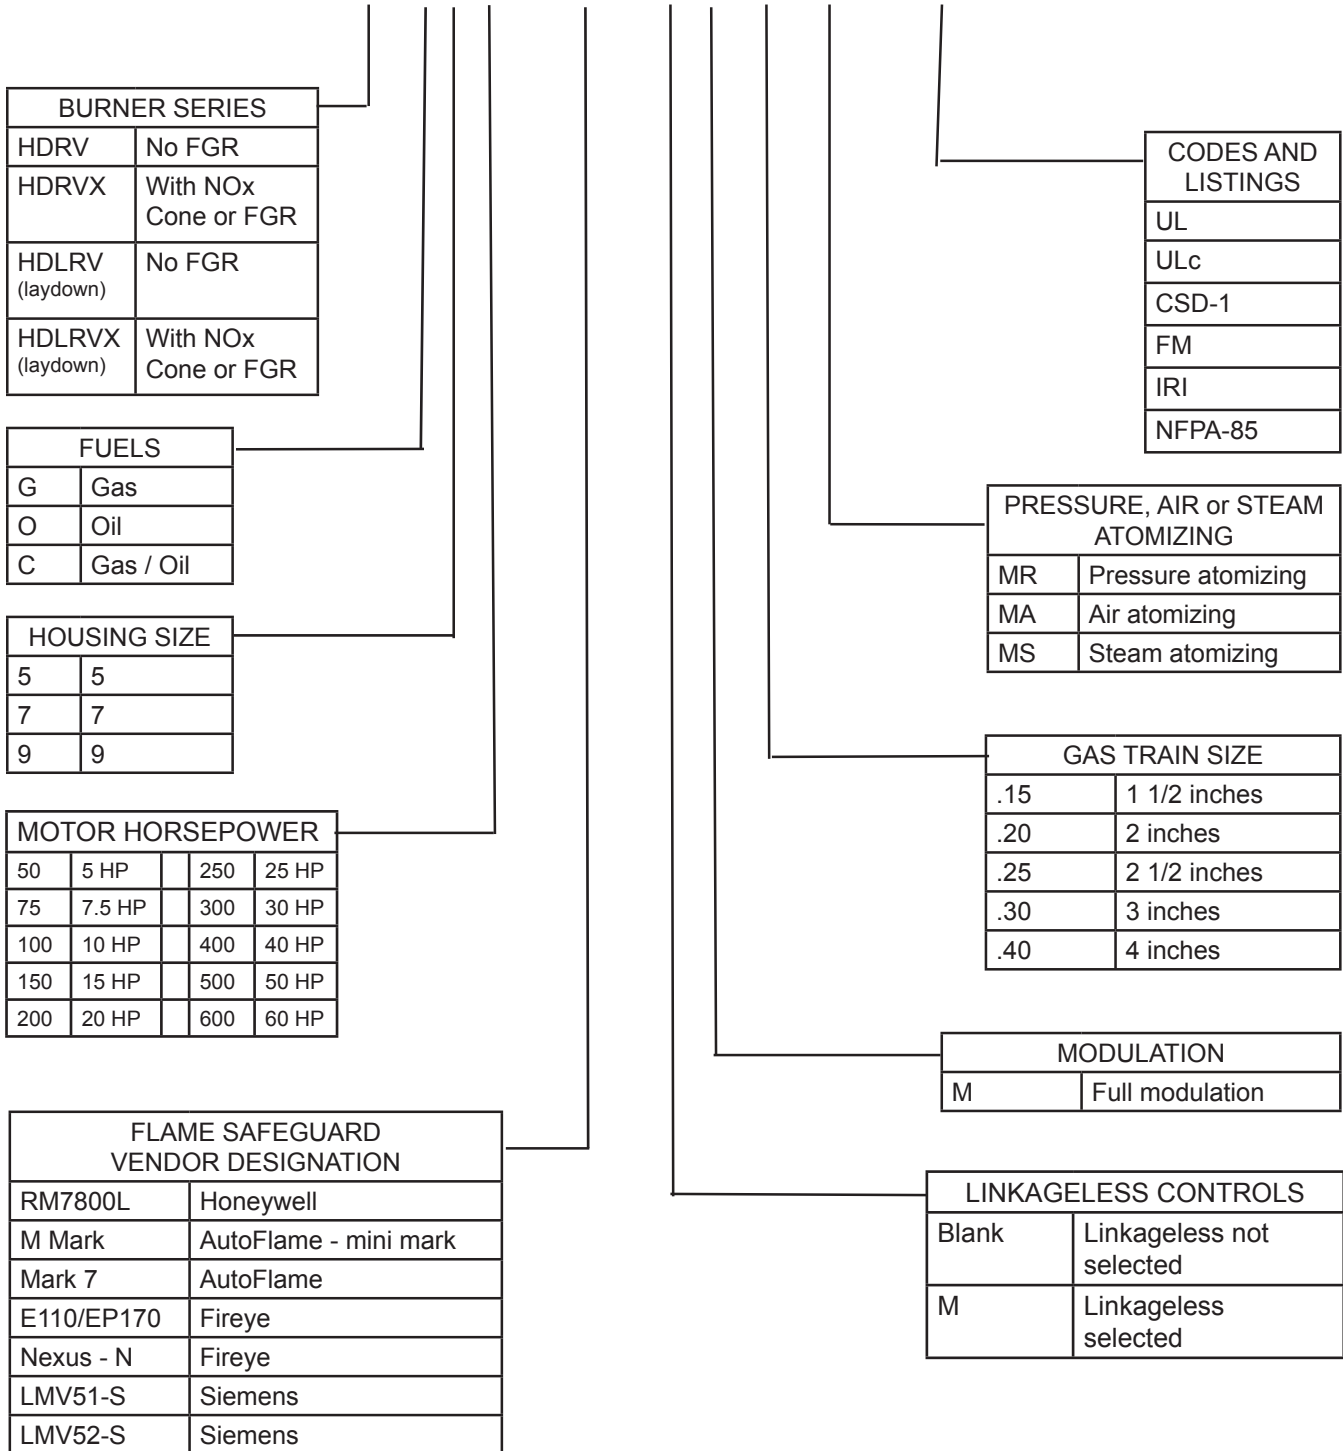 BURNER SERIES
HDRV No FGR
HDRVX With NOx
Cone or FGR
HDLRV No FGR
(laydown)
HDLRVX With NOx
(laydown) Cone or FGR
FUELS
G Gas
O Oil
C Gas / Oil
HOUSING SIZE
5 5
7 7
9 9
MOTOR HORSEPOWER
50 5 HP 250 25 HP
75 7.5 HP 300 30 HP
100 10 HP 400 40 HP
150 15 HP 500 50 HP
200 20 HP 600 60 HP
FLAME SAFEGUARD
VENDOR DESIGNATION
RM7800L Honeywell
M Mark AutoFlame - mini mark
Mark 7 AutoFlame
E110/EP170 Fireye
Nexus - N Fireye
LMV51-S Siemens
LMV52-S Siemens
CODES AND
LISTINGS
UL
ULc
CSD-1
FM
IRI
NFPA-85
PRESSURE, AIR or STEAM
ATOMIZING
MR Pressure atomizing
MA Air atomizing
MS Steam atomizing
GAS TRAIN SIZE
.15 1 1/2 inches
.20 2 inches
.25 2 1/2 inches
.30 3 inches
.40 4 inches
MODULATION
M Full modulation
LINKAGELESS CONTROLS
Blank Linkageless not
selected
M Linkageless
selected